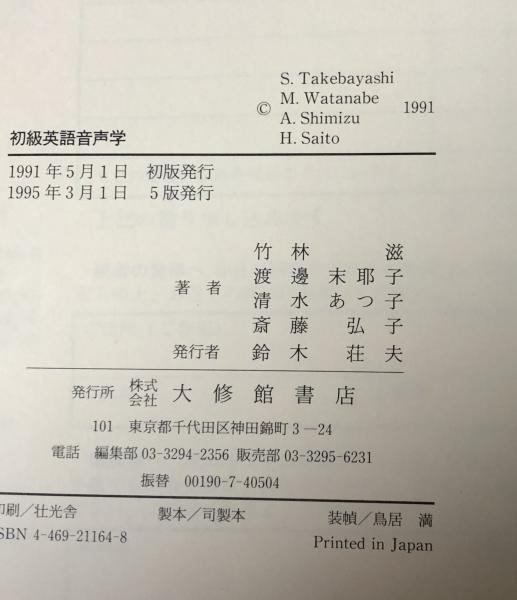 S. Takebayashi
M. Watanabe
© A. Shimizu 1991
H. Saito
初級英語音声学
1991年5月1日 初版発行
1995年3月1日 5版発行
竹林 滋
渡邊末耶子
著者
清水あつ子
斎藤弘子
発行者 鈴木荘夫
発行所 株式会社 大修館書店
101 東京都千代田区神田錦町3—24
電話 編集部03-3294-2356 販売部03-3295-6231
振替 00190-7-40504
印刷/壮光舎 製本/司製本 装幀/鳥居 満
ISBN 4-469-21164-8 Printed in Japan